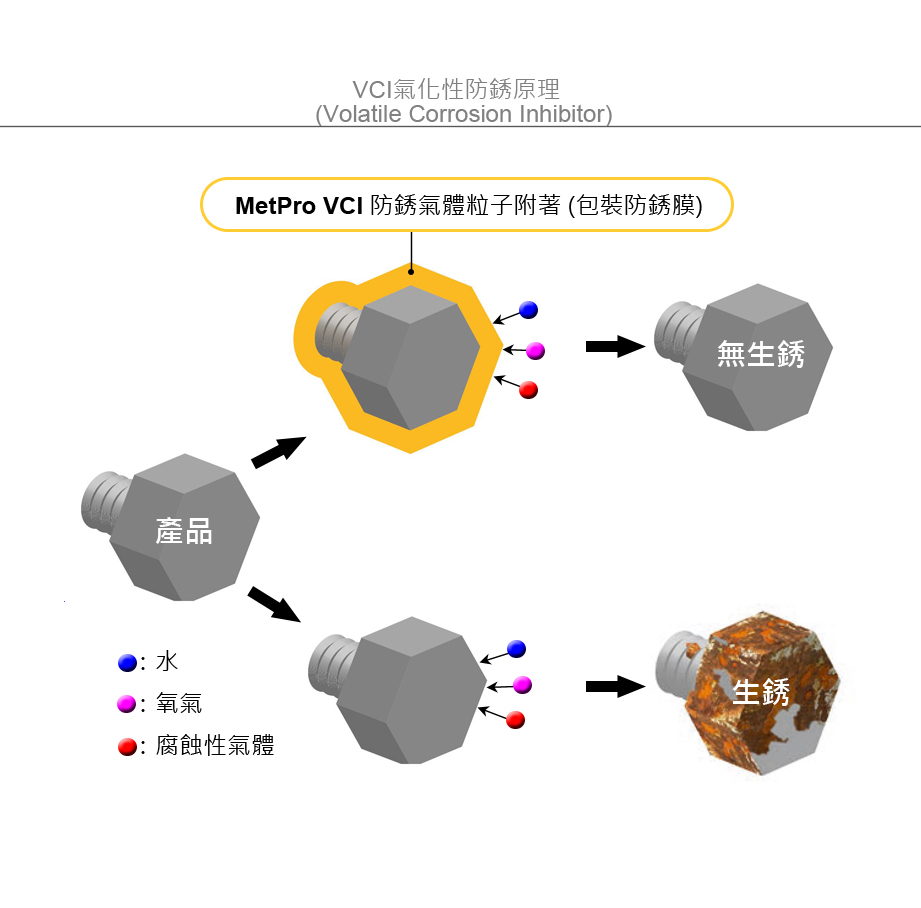 VCI氣化性防銹原理
(Volatile Corrosion Inhibitor)
MetPro VCI 防銹氣體粒子附著 (包裝防銹膜)
無生銹
產品
生銹
: 水
: 氧氣
: 腐蝕性氣體